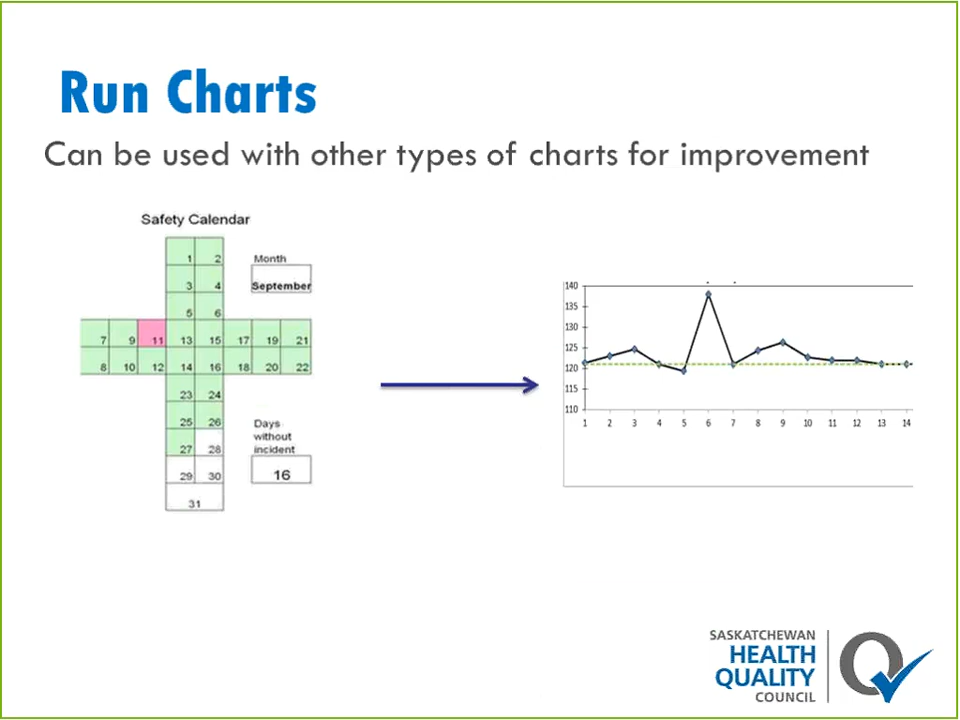 Run Charts
Can be used with other types of charts for improvement
Safety Calendar
1 2
Month
3 4
September
5 6
7 9 11 13 15 17 19 21
8 10 12 14 16 18 20 22
23 24
25 26
Days
without
incident
27 28
29 30
16
31
140
135
130
125
120
115
110
1 2 3 4 5 6 7 8 9 10 11 12 13 14
SASKATCHEWAN
HEALTH
QUALITY
COUNCIL
Q